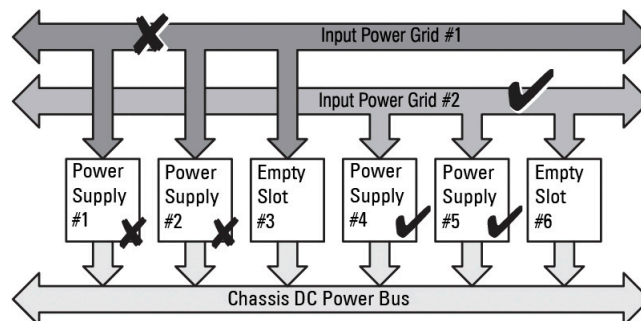 Input Power Grid #1
Input Power Grid #2
Power
Supply
#1
Power
Supply
#2
Empty
Slot
#3
Power
Supply
#4
Power
Supply
#5
Empty
Slot
#6
Chassis DC Power Bus